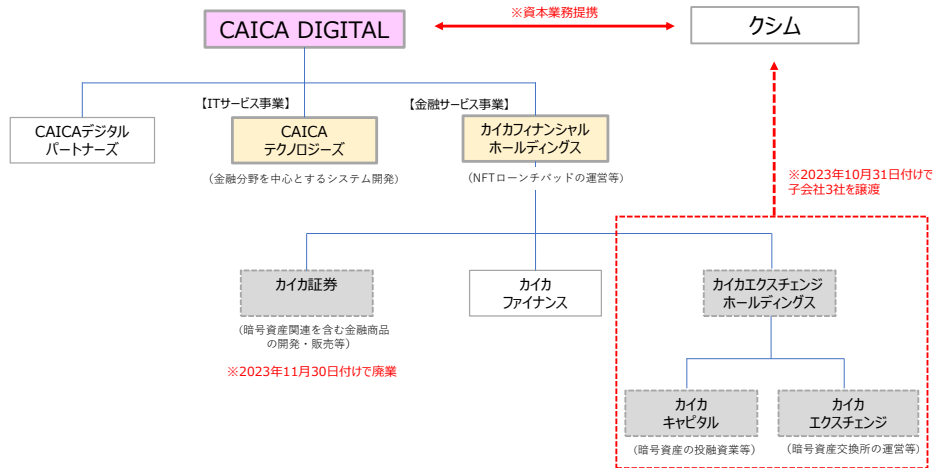 CAICA DIGITAL
※資本業務提携
クシム
【ITサービス事業】
【金融サービス事業】
CAICAデジタル
パートナーズ
CAICA
テクノロジーズ
カイカフィナンシャル
ホールディングス
（金融分野を中心とするシステム開発）
（NFTローンチパッドの運営等）
※2023年10月31日付けで
子会社3社を譲渡
カイカ証券
カイカ
ファイナンス
カイカエクスチェンジ
ホールディングス
（暗号資産関連を含む金融商品
の開発・販売等）
※2023年11月30日付けで廃業
カイカ
キャピタル
カイカ
エクスチェンジ
（暗号資産の投融資業等）
（暗号資産交換所の運営等）